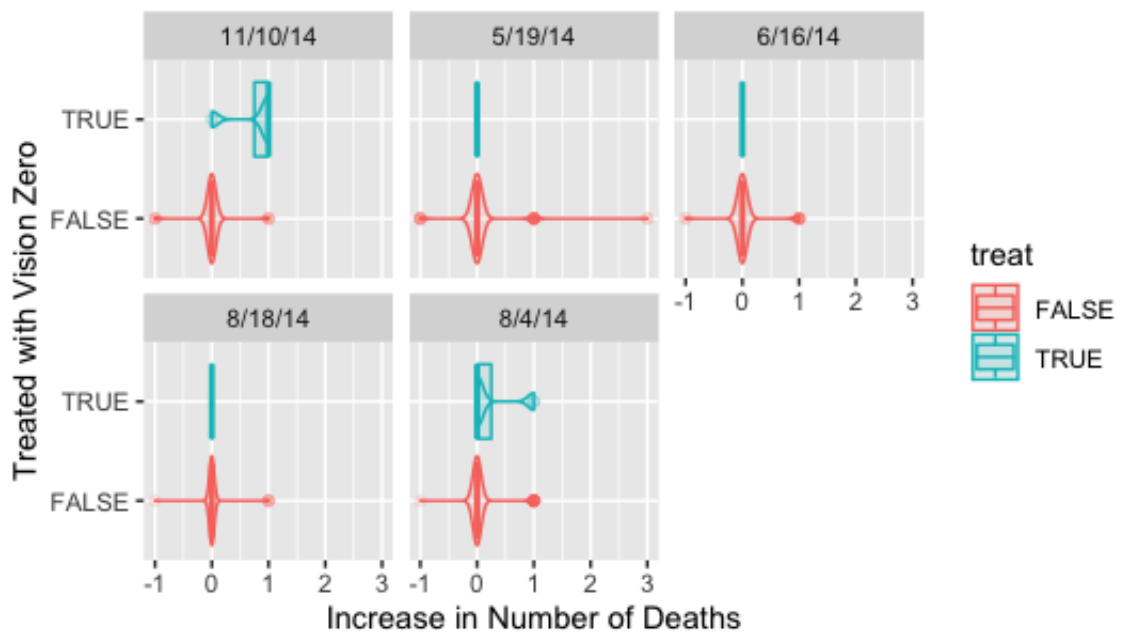 11/10/14
5/19/14
6/16/14
TRUE
FALSE
-1 0 1 2 3
8/18/14
8/4/14
TRUE
FALSE
-1 0 1 2 3
-1 0 1 2 3
Increase in Number of Deaths
Treated with Vision Zero
treat
FALSE
TRUE